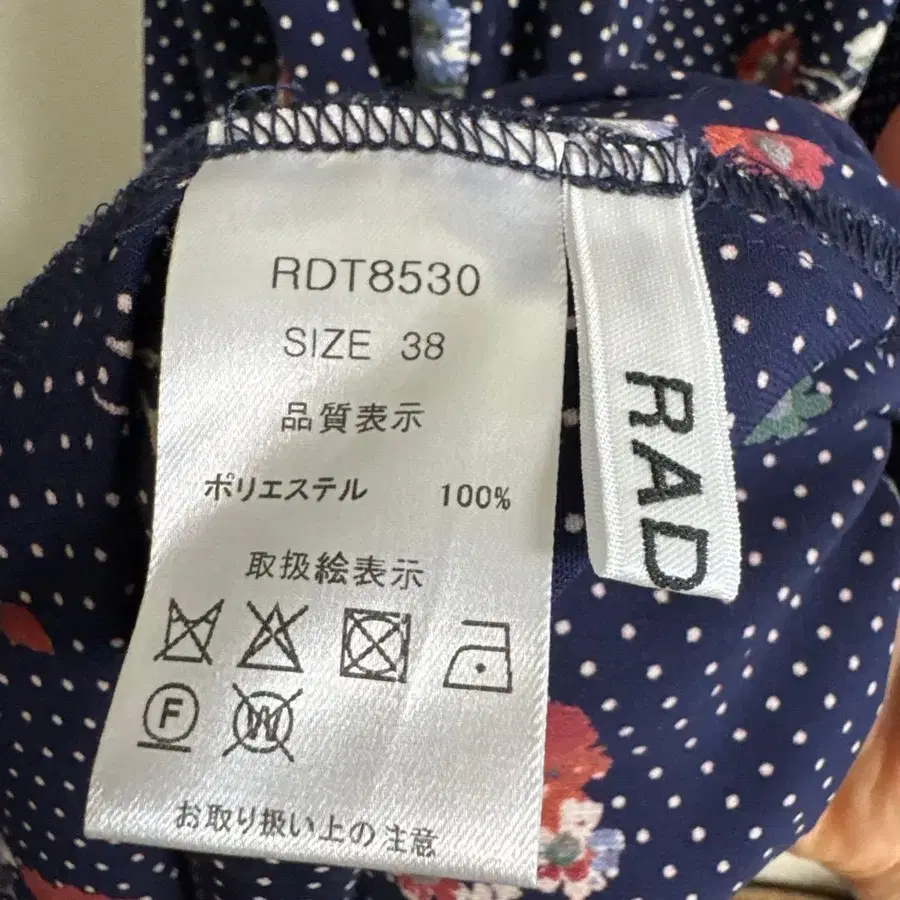 RDT8530
SIZE 38
品質表示
ポリエステル 100%
取扱絵表示
F
W
お取り扱い上の注意
RAD